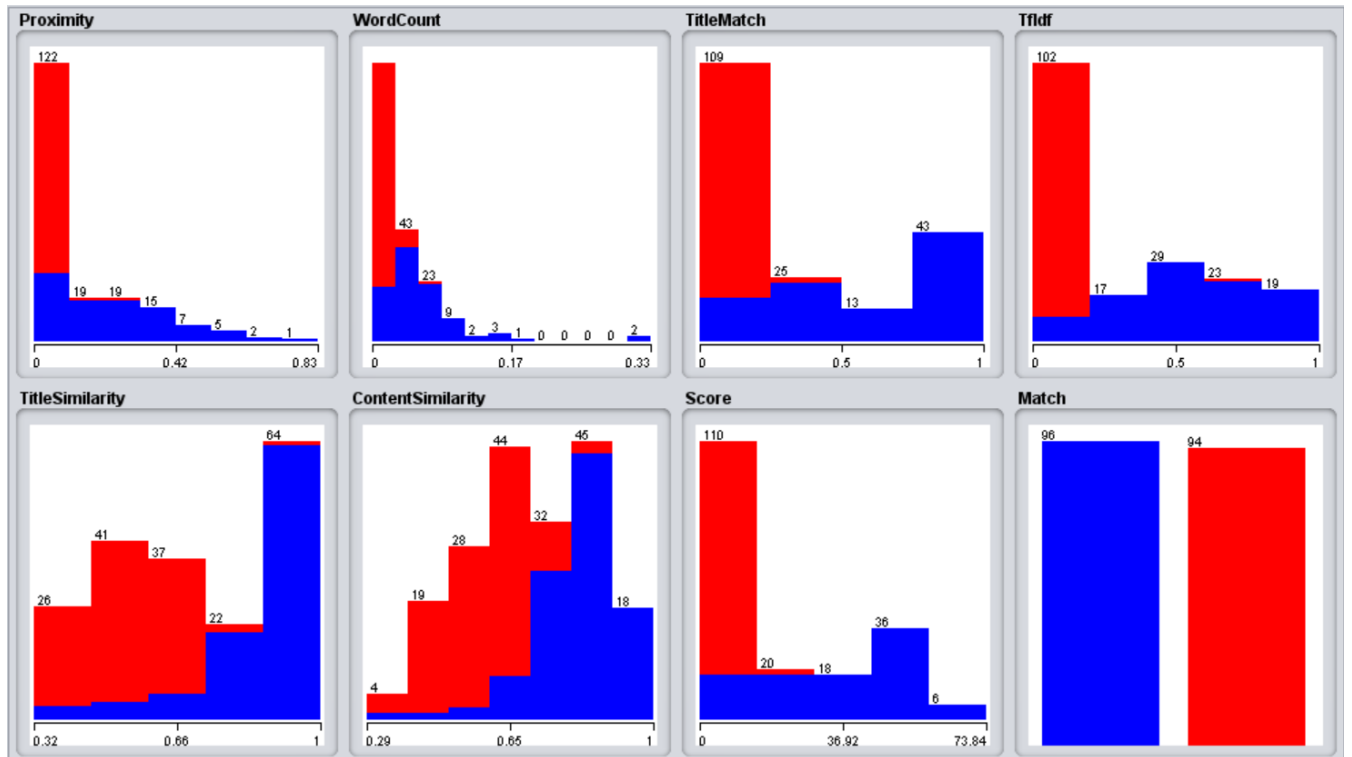 Proximity
122
19 19
15
7
5
2
1
0 0.42 0.83
WordCount
43
23
9
2
3
1
0 0 0 0
2
0 0.17 0.33
TitleMatch
109
25
13
43
0 0.5 1
TfIdf
102
17
29
23
19
0 0.5 1
TitleSimilarity
26
41
37
22
64
0.32 0.66 1
ContentSimilarity
4
19
28
44
32
45
18
0.29 0.65 1
Score
110
20
18
36
6
0 36.92 73.84
Match
96
94